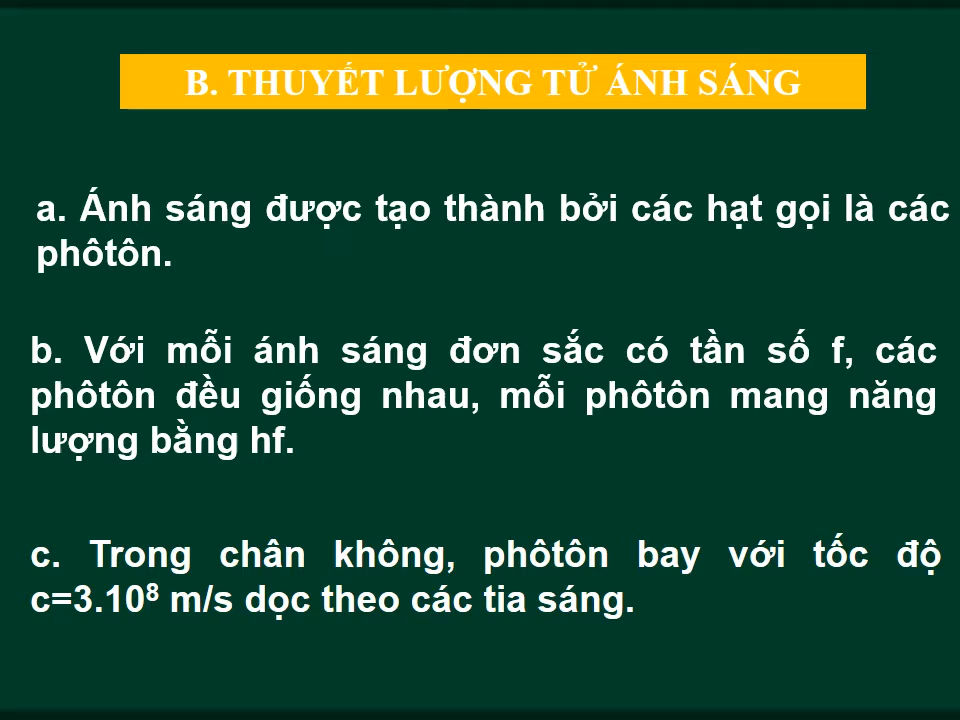 B. THUYẾT LƯỢNG TỬ ÁNH SÁNG
a. Ánh sáng được tạo thành bởi các hạt gọi là các
phôtôn.
b. Với mỗi ánh sáng đơn sắc có tần số f, các
phôtôn đều giống nhau, mỗi phôtôn mang năng
lượng bằng hf.
c. Trong chân không, phôtôn bay với tốc độ
c=3.10⁸ m/s dọc theo các tia sáng.